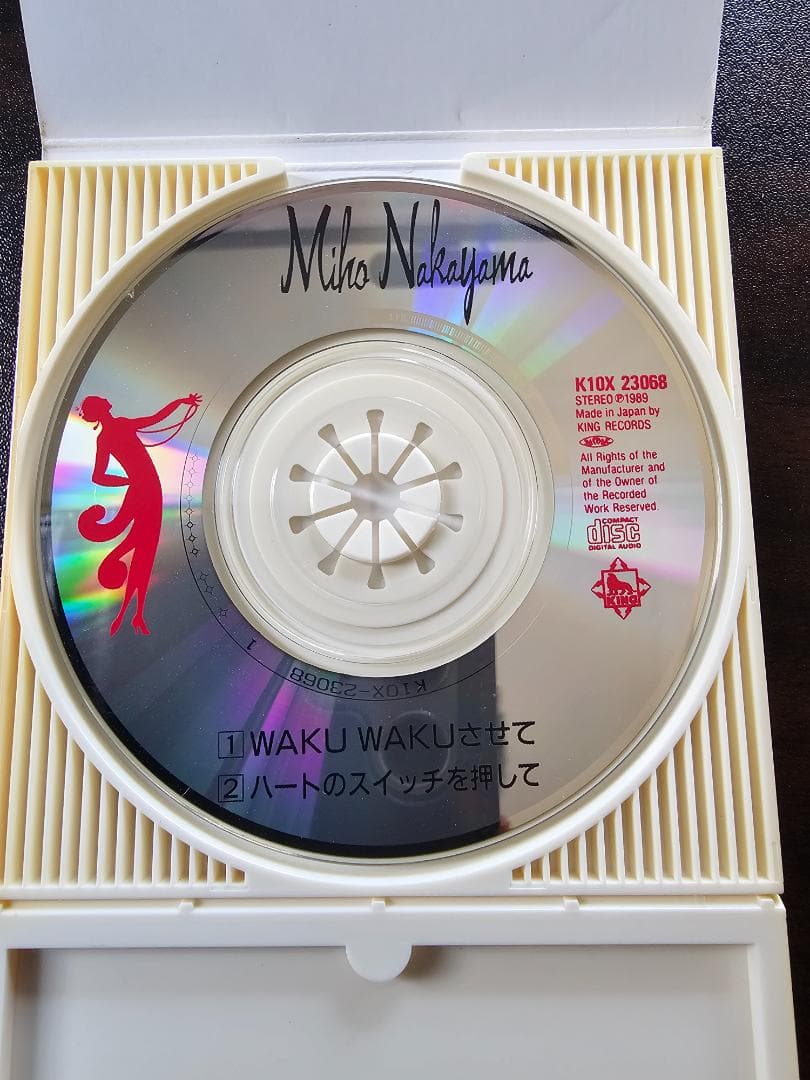 Miho Nakayama
K10X 23068
STEREO Ⓟ1989
Made in Japan by
KING RECORDS
All Rights of the
Manufacturer and
of the Owner of
the Recorded
Work Reserved.
COMPACT
disc
DIGITAL AUDIO
KING
K10X-23068 1
1 WAKU WAKUさせて
2 ハートのスイッチを押して